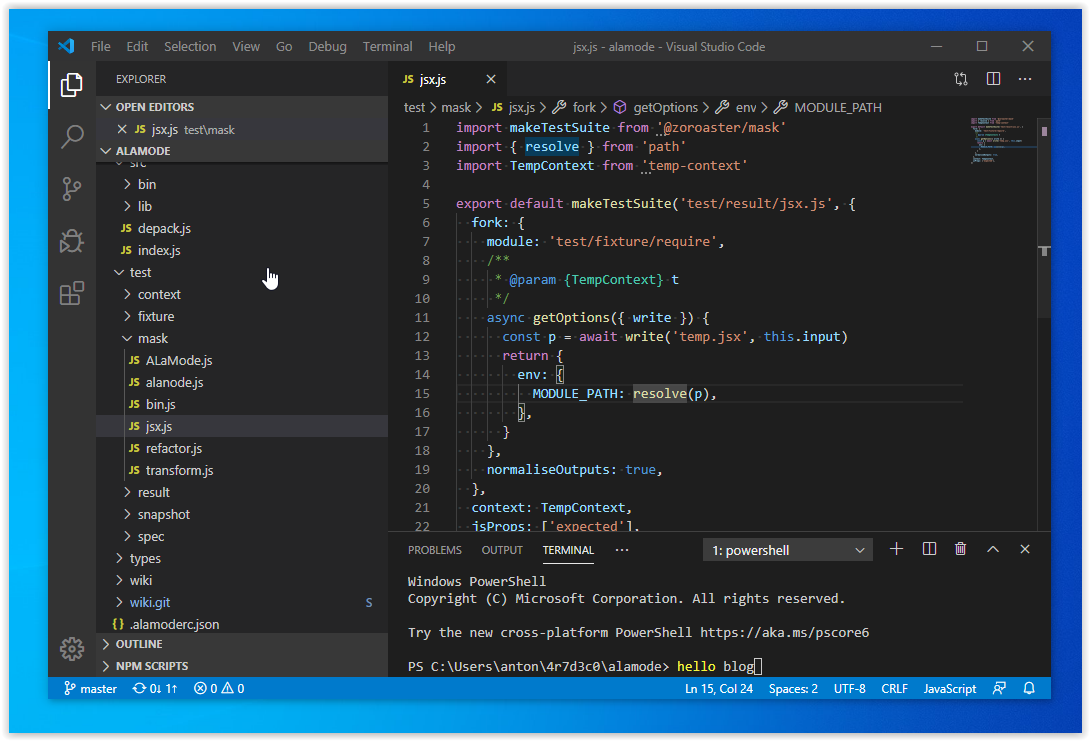 File Edit Selection View Go Debug Terminal Help
jsx.js - alamode - Visual Studio Code
EXPLORER
OPEN EDITORS
JS jsx.js test\mask
ALAMODE
src
bin
lib
JS depack.js
JS index.js
test
context
fixture
mask
JS ALaMode.js
JS alanode.js
JS bin.js
JS jsx.js
JS refactor.js
JS transform.js
result
snapshot
spec
types
wiki
wiki.git S
{} .alamoderc.json
OUTLINE
NPM SCRIPTS
JS jsx.js
test > mask > JS jsx.js > fork > getOptions > env > MODULE_PATH
1 import makeTestSuite from '@zoroaster/mask'
2 import { resolve } from 'path'
3 import TempContext from 'temp-context'
4
5 export default makeTestSuite('test/result/jsx.js', {
6 fork: {
7 module: 'test/fixture/require',
8 /**
9 * @param {TempContext} t
10 */
11 async getOptions({ write }) {
12 const p = await write('temp.jsx', this.input)
13 return {
14 env: {
15 MODULE_PATH: resolve(p),
16 },
17 }
18 },
19 normaliseOutputs: true,
20 },
21 context: TempContext,
22 jsProps: ['expected'],
PROBLEMS OUTPUT TERMINAL ··· 1: powershell
Windows PowerShell
Copyright (C) Microsoft Corporation. All rights reserved.
Try the new cross-platform PowerShell https://aka.ms/pscore6
PS C:\Users\anton\4r7d3c0\alamode> hello blog
master 0↓ 1↑ 0 0 Ln 15, Col 24 Spaces: 2 UTF-8 CRLF JavaScript